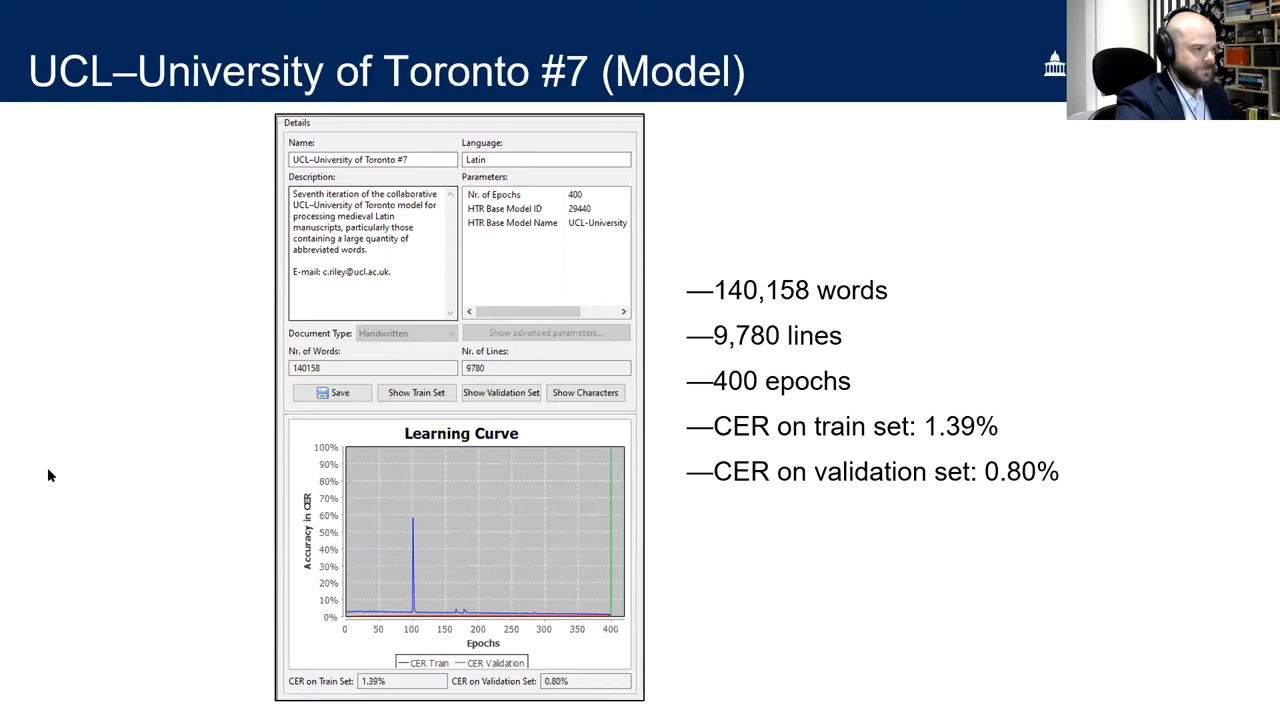 UCL–University of Toronto #7 (Model)
Details
Name:
UCL–University of Toronto #7
Language:
Latin
Description:
Seventh iteration of the collaborative
UCL–University of Toronto model for
processing medieval Latin
manuscripts, particularly those
containing a large quantity of
abbreviated words.
E-mail: c.riley@ucl.ac.uk.
Parameters:
Nr. of Epochs 400
HTR Base Model ID 29440
HTR Base Model Name UCL-University
Document Type: Handwritten
Show advanced parameters...
Nr. of Words:
140158
Nr. of Lines:
9780
Save
Show Train Set
Show Validation Set
Show Characters
Learning Curve
Accuracy in CER
100%
90%
80%
70%
60%
50%
40%
30%
20%
10%
0%
0 50 100 150 200 250 300 350 400
Epochs
CER Train CER Validation
CER on Train Set: 1.39%
CER on Validation Set: 0.80%
—140,158 words
—9,780 lines
—400 epochs
—CER on train set: 1.39%
—CER on validation set: 0.80%